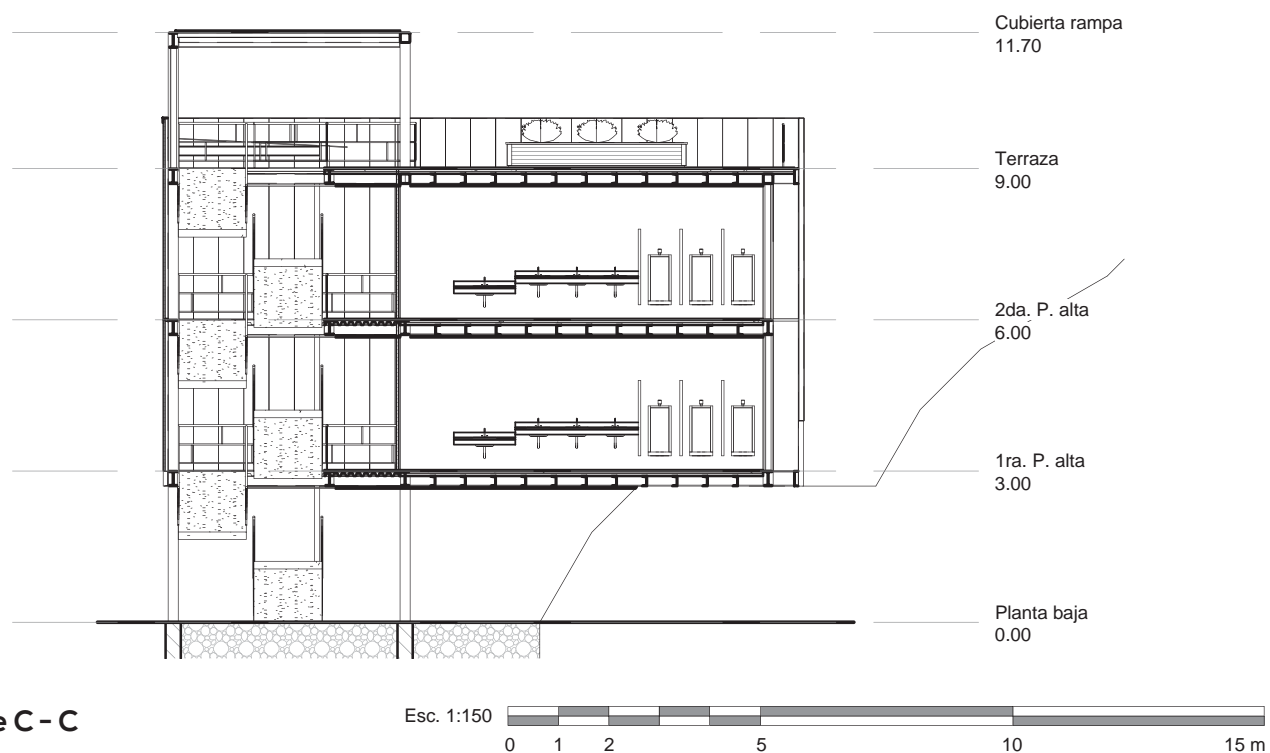 Cubierta rampa
11.70
Terraza
9.00
2da. P. alta
6.00
1ra. P. alta
3.00
Planta baja
0.00
e C - C
Esc. 1:150
0 1 2 5 10 15 m